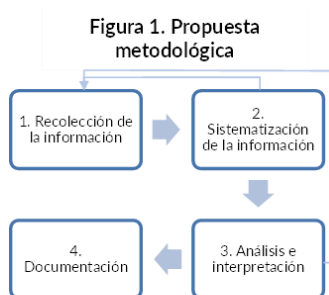 Figura 1. Propuesta
metodológica
1. Recolección de
la información
2.
Sistematización
de la información
4.
Documentación
3. Análisis e
interpretación